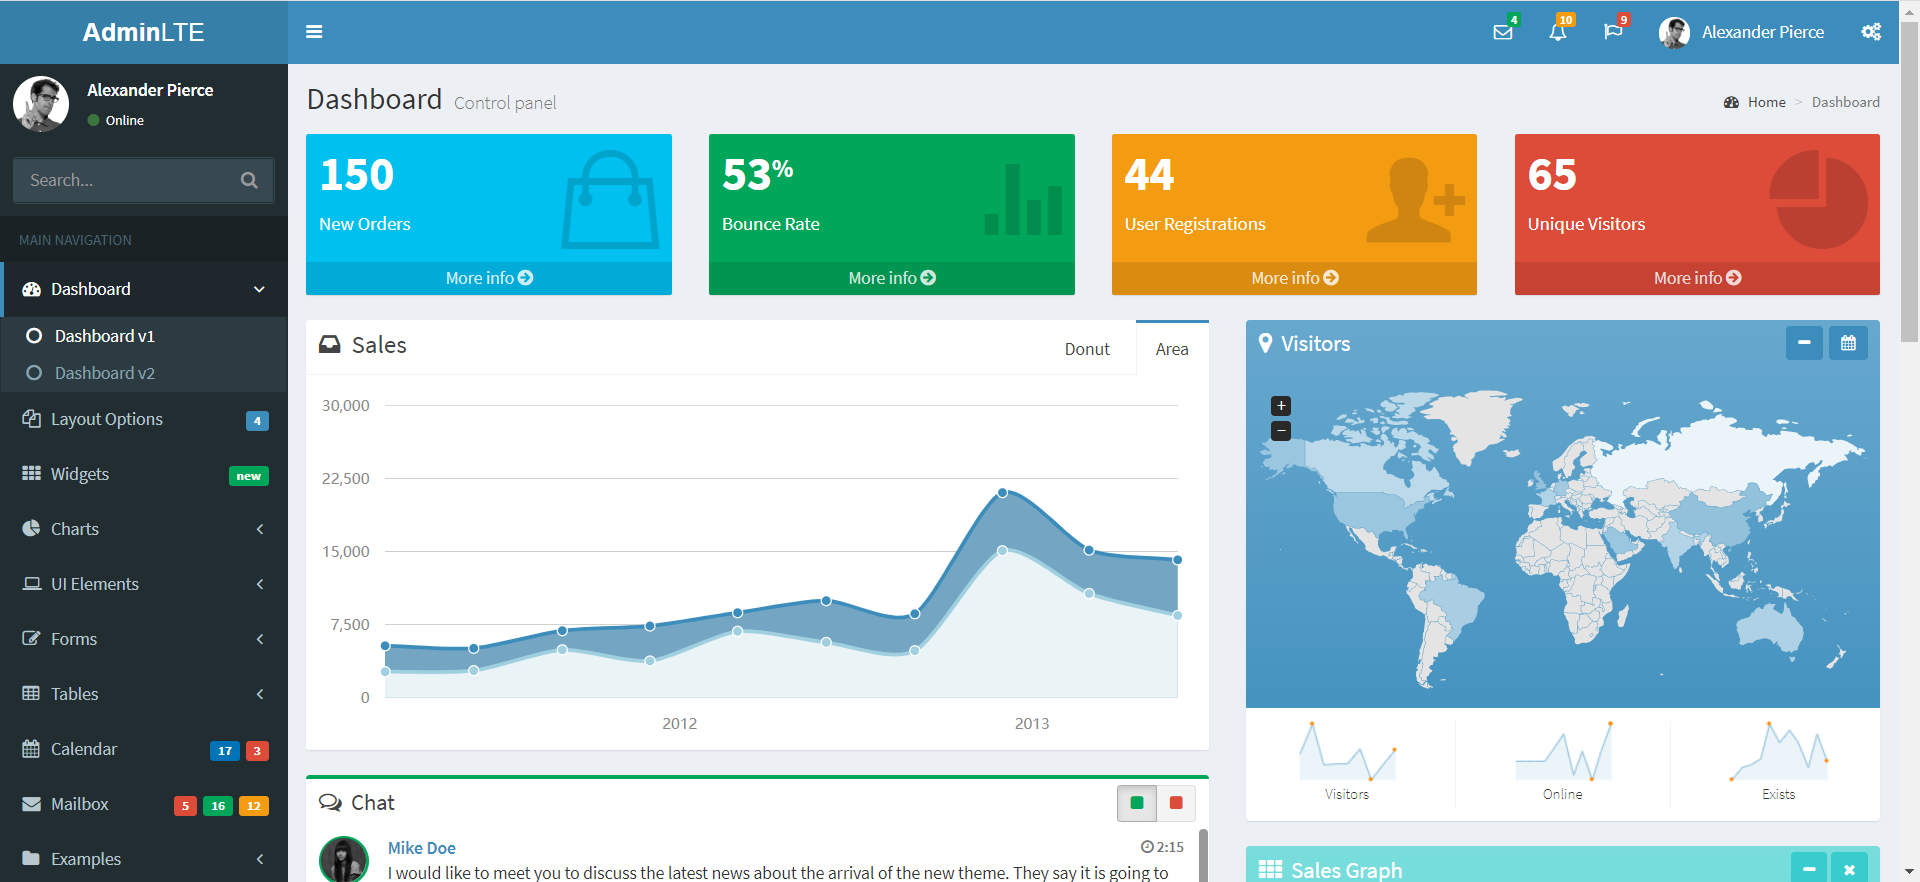 AdminLTE
4
10
9
Alexander Pierce
Alexander Pierce
Online
Search...
MAIN NAVIGATION
Dashboard
Dashboard v1
Dashboard v2
Layout Options 4
Widgets new
Charts
UI Elements
Forms
Tables
Calendar 17 3
Mailbox 5 16 12
Examples
Dashboard Control panel
Home > Dashboard
150
New Orders
More info
53%
Bounce Rate
More info
44
User Registrations
More info
65
Unique Visitors
More info
Sales
Donut
Area
30,000
22,500
15,000
7,500
0
2012
2013
Visitors
+
−
Visitors
Online
Exists
Chat
Mike Doe
2:15
I would like to meet you to discuss the latest news about the arrival of the new theme. They say it is going to
Sales Graph